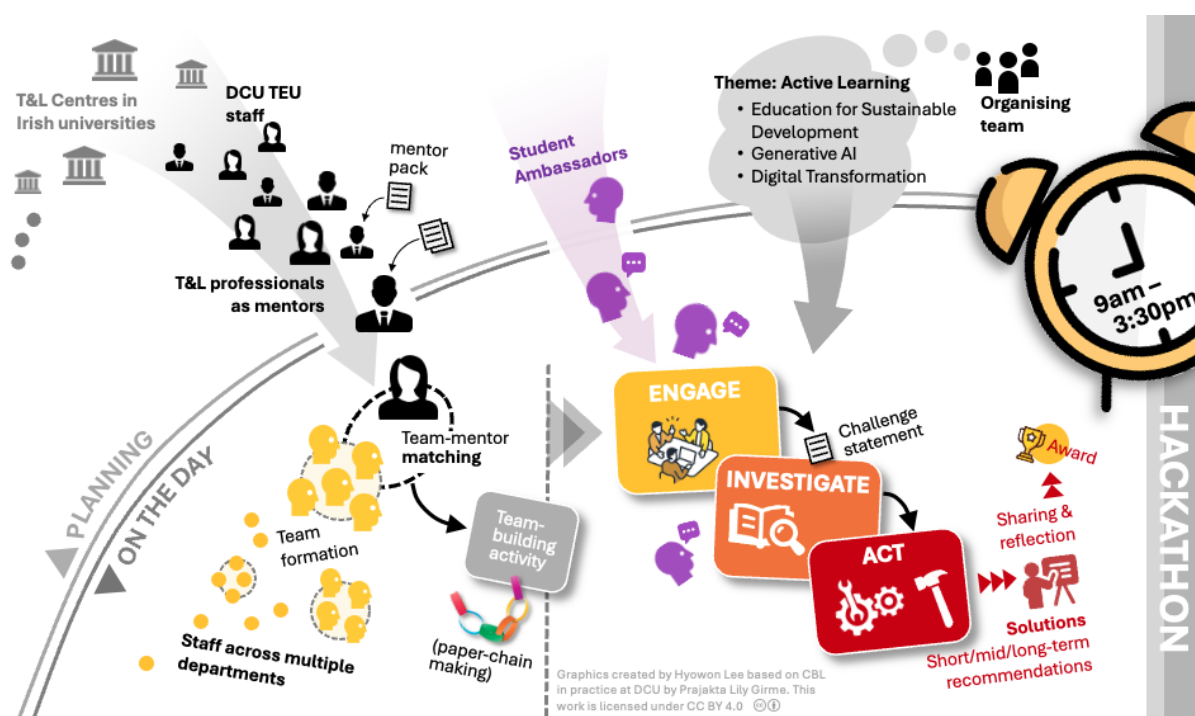 T&L Centres in
Irish universities
DCU TEU
staff
mentor
pack
T&L professionals
as mentors
Student
Ambassadors
Theme: Active Learning
• Education for Sustainable
Development
• Generative AI
• Digital Transformation
Organising
team
9am –
3:30pm
HACKATHON
PLANNING
ON THE DAY
Team-mentor
matching
Team
formation
Staff across multiple
departments
Team-
building
activity
(paper-chain
making)
ENGAGE
Challenge
statement
INVESTIGATE
ACT
Award
Sharing &
reflection
Solutions
Short/mid/long-term
recommendations
Graphics created by Hyowon Lee based on CBL
in practice at DCU by Prajakta Lily Girme. This
work is licensed under CC BY 4.0